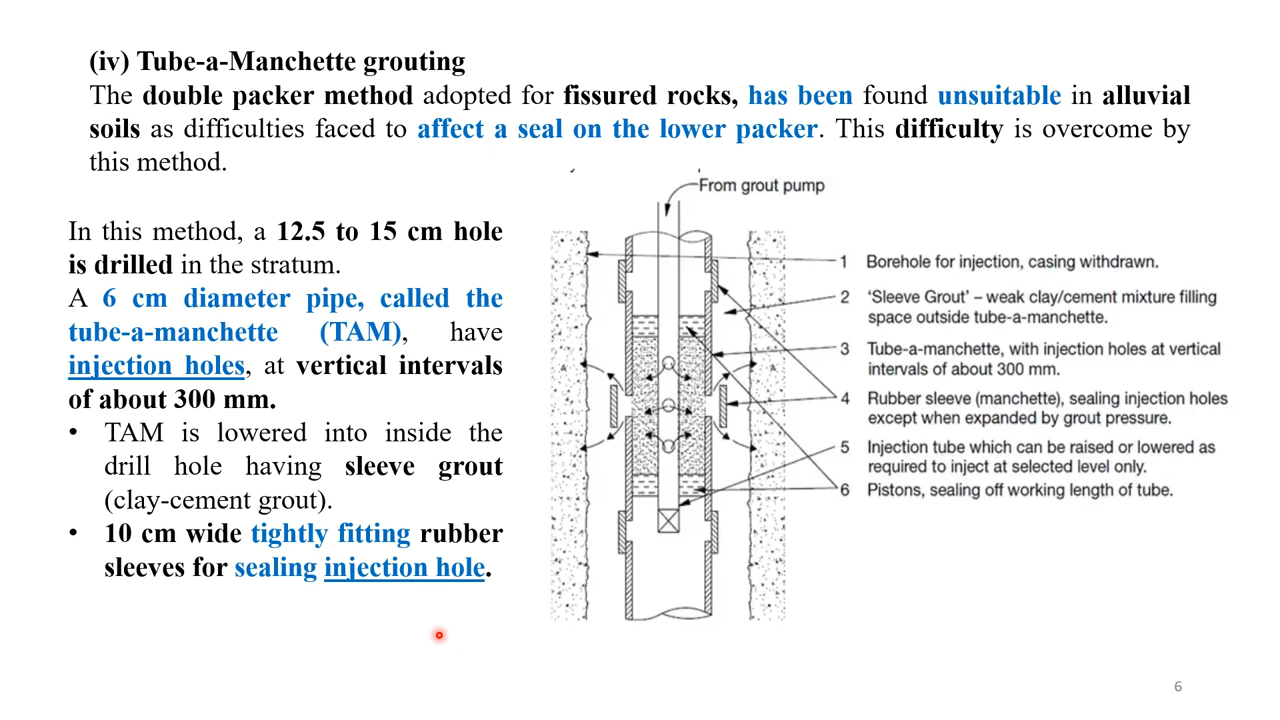 (iv) Tube-a-Manchette grouting
The double packer method adopted for fissured rocks, has been found unsuitable in alluvial
soils as difficulties faced to affect a seal on the lower packer. This difficulty is overcome by
this method.
In this method, a 12.5 to 15 cm hole
is drilled in the stratum.
A 6 cm diameter pipe, called the
tube-a-manchette (TAM), have
injection holes, at vertical intervals
of about 300 mm.
• TAM is lowered into inside the
drill hole having sleeve grout
(clay-cement grout).
• 10 cm wide tightly fitting rubber
sleeves for sealing injection hole.
From grout pump
1 Borehole for injection, casing withdrawn.
2 ‘Sleeve Grout’ – weak clay/cement mixture filling
space outside tube-a-manchette.
3 Tube-a-manchette, with injection holes at vertical
intervals of about 300 mm.
4 Rubber sleeve (manchette), sealing injection holes
except when expanded by grout pressure.
5 Injection tube which can be raised or lowered as
required to inject at selected level only.
6 Pistons, sealing off working length of tube.
6